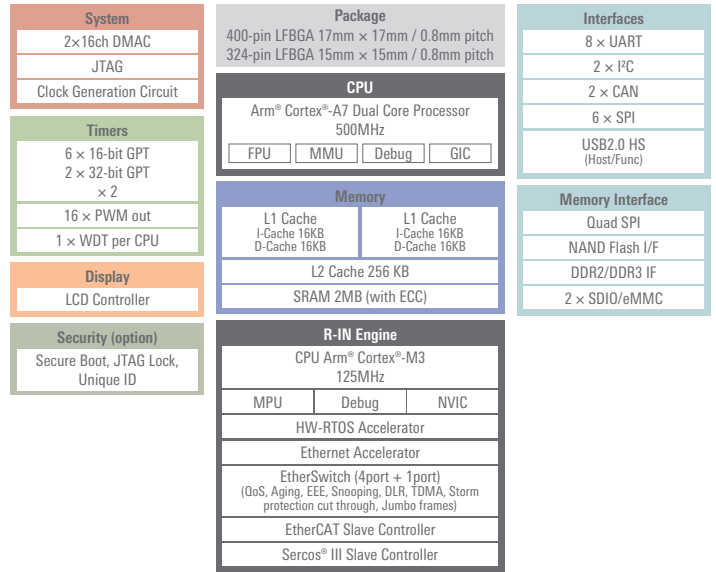 System
2×16ch DMAC
JTAG
Clock Generation Circuit
Timers
6 × 16-bit GPT
2 × 32-bit GPT
× 2
16 × PWM out
1 × WDT per CPU
Display
LCD Controller
Security (option)
Secure Boot, JTAG Lock,
Unique ID
Package
400-pin LFBGA 17mm × 17mm / 0.8mm pitch
324-pin LFBGA 15mm × 15mm / 0.8mm pitch
CPU
Arm® Cortex®-A7 Dual Core Processor
500MHz
FPU MMU Debug GIC
Memory
L1 Cache
I-Cache 16KB
D-Cache 16KB
L1 Cache
I-Cache 16KB
D-Cache 16KB
L2 Cache 256 KB
SRAM 2MB (with ECC)
R-IN Engine
CPU Arm® Cortex®-M3
125MHz
MPU Debug NVIC
HW-RTOS Accelerator
Ethernet Accelerator
EtherSwitch (4port + 1port)
(QoS, Aging, EEE, Snooping, DLR, TDMA, Storm
protection cut through, Jumbo frames)
EtherCAT Slave Controller
Sercos® III Slave Controller
Interfaces
8 × UART
2 × I²C
2 × CAN
6 × SPI
USB2.0 HS
(Host/Func)
Memory Interface
Quad SPI
NAND Flash I/F
DDR2/DDR3 IF
2 × SDIO/eMMC